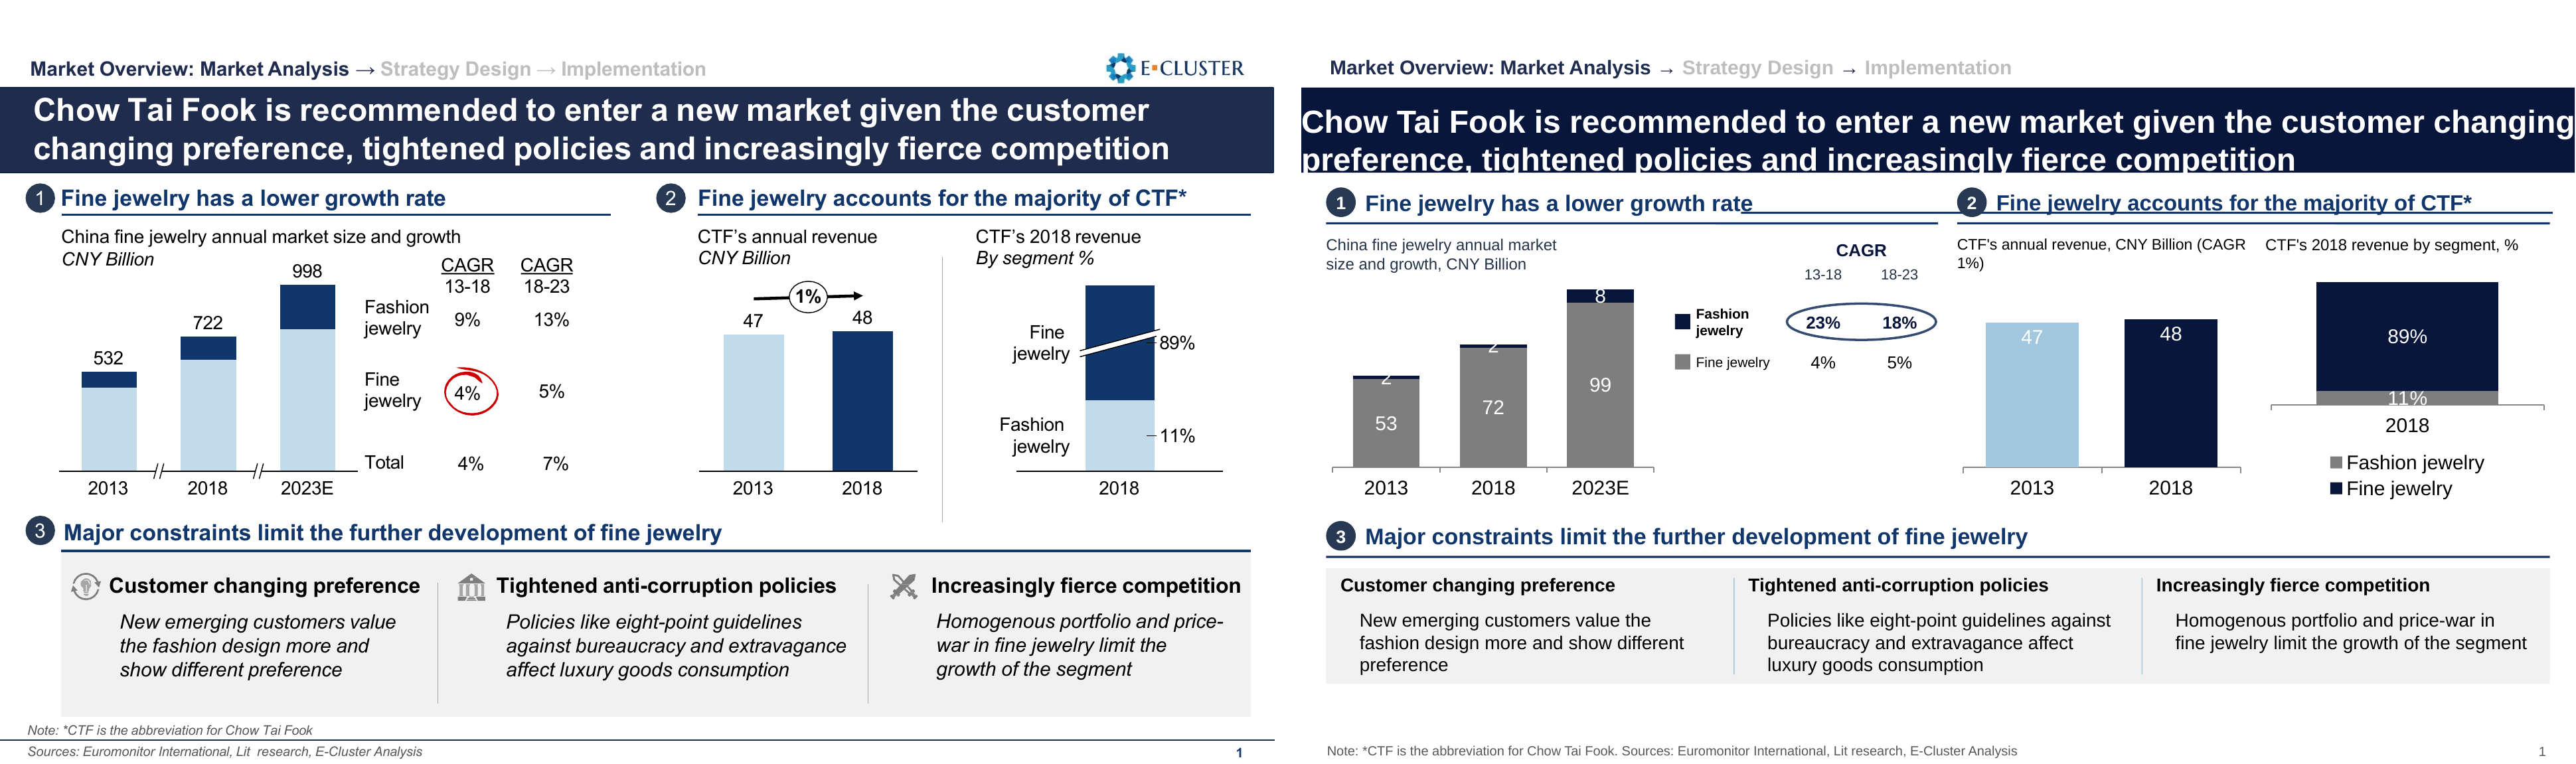 Market Overview: Market Analysis → Strategy Design → Implementation
E·CLUSTER
Chow Tai Fook is recommended to enter a new market given the customer
changing preference, tightened policies and increasingly fierce competition
1 Fine jewelry has a lower growth rate
China fine jewelry annual market size and growth
CNY Billion
CAGR CAGR
13-18 18-23
998
722
532
Fashion
jewelry
9% 13%
Fine
jewelry
4% 5%
Total 4% 7%
2013 2018 2023E
2 Fine jewelry accounts for the majority of CTF*
CTF's annual revenue
CNY Billion
1%
47 48
2013 2018
CTF's 2018 revenue
By segment %
Fine
jewelry
89%
Fashion
jewelry
11%
2018
3 Major constraints limit the further development of fine jewelry
Customer changing preference
New emerging customers value
the fashion design more and
show different preference
Tightened anti-corruption policies
Policies like eight-point guidelines
against bureaucracy and extravagance
affect luxury goods consumption
Increasingly fierce competition
Homogenous portfolio and price-
war in fine jewelry limit the
growth of the segment
Note: *CTF is the abbreviation for Chow Tai Fook
Sources: Euromonitor International, Lit research, E-Cluster Analysis
1
Market Overview: Market Analysis → Strategy Design → Implementation
Chow Tai Fook is recommended to enter a new market given the customer changing
preference, tightened policies and increasingly fierce competition
1 Fine jewelry has a lower growth rate
China fine jewelry annual market
size and growth, CNY Billion
CAGR
13-18 18-23
Fashion
jewelry
23% 18%
Fine jewelry 4% 5%
8
2
2
99
72
53
2013 2018 2023E
2 Fine jewelry accounts for the majority of CTF*
CTF's annual revenue, CNY Billion (CAGR
1%)
47 48
2013 2018
CTF's 2018 revenue by segment, %
89%
11%
2018
Fashion jewelry
Fine jewelry
3 Major constraints limit the further development of fine jewelry
Customer changing preference
New emerging customers value the
fashion design more and show different
preference
Tightened anti-corruption policies
Policies like eight-point guidelines against
bureaucracy and extravagance affect
luxury goods consumption
Increasingly fierce competition
Homogenous portfolio and price-war in
fine jewelry limit the growth of the segment
Note: *CTF is the abbreviation for Chow Tai Fook. Sources: Euromonitor International, Lit research, E-Cluster Analysis
1